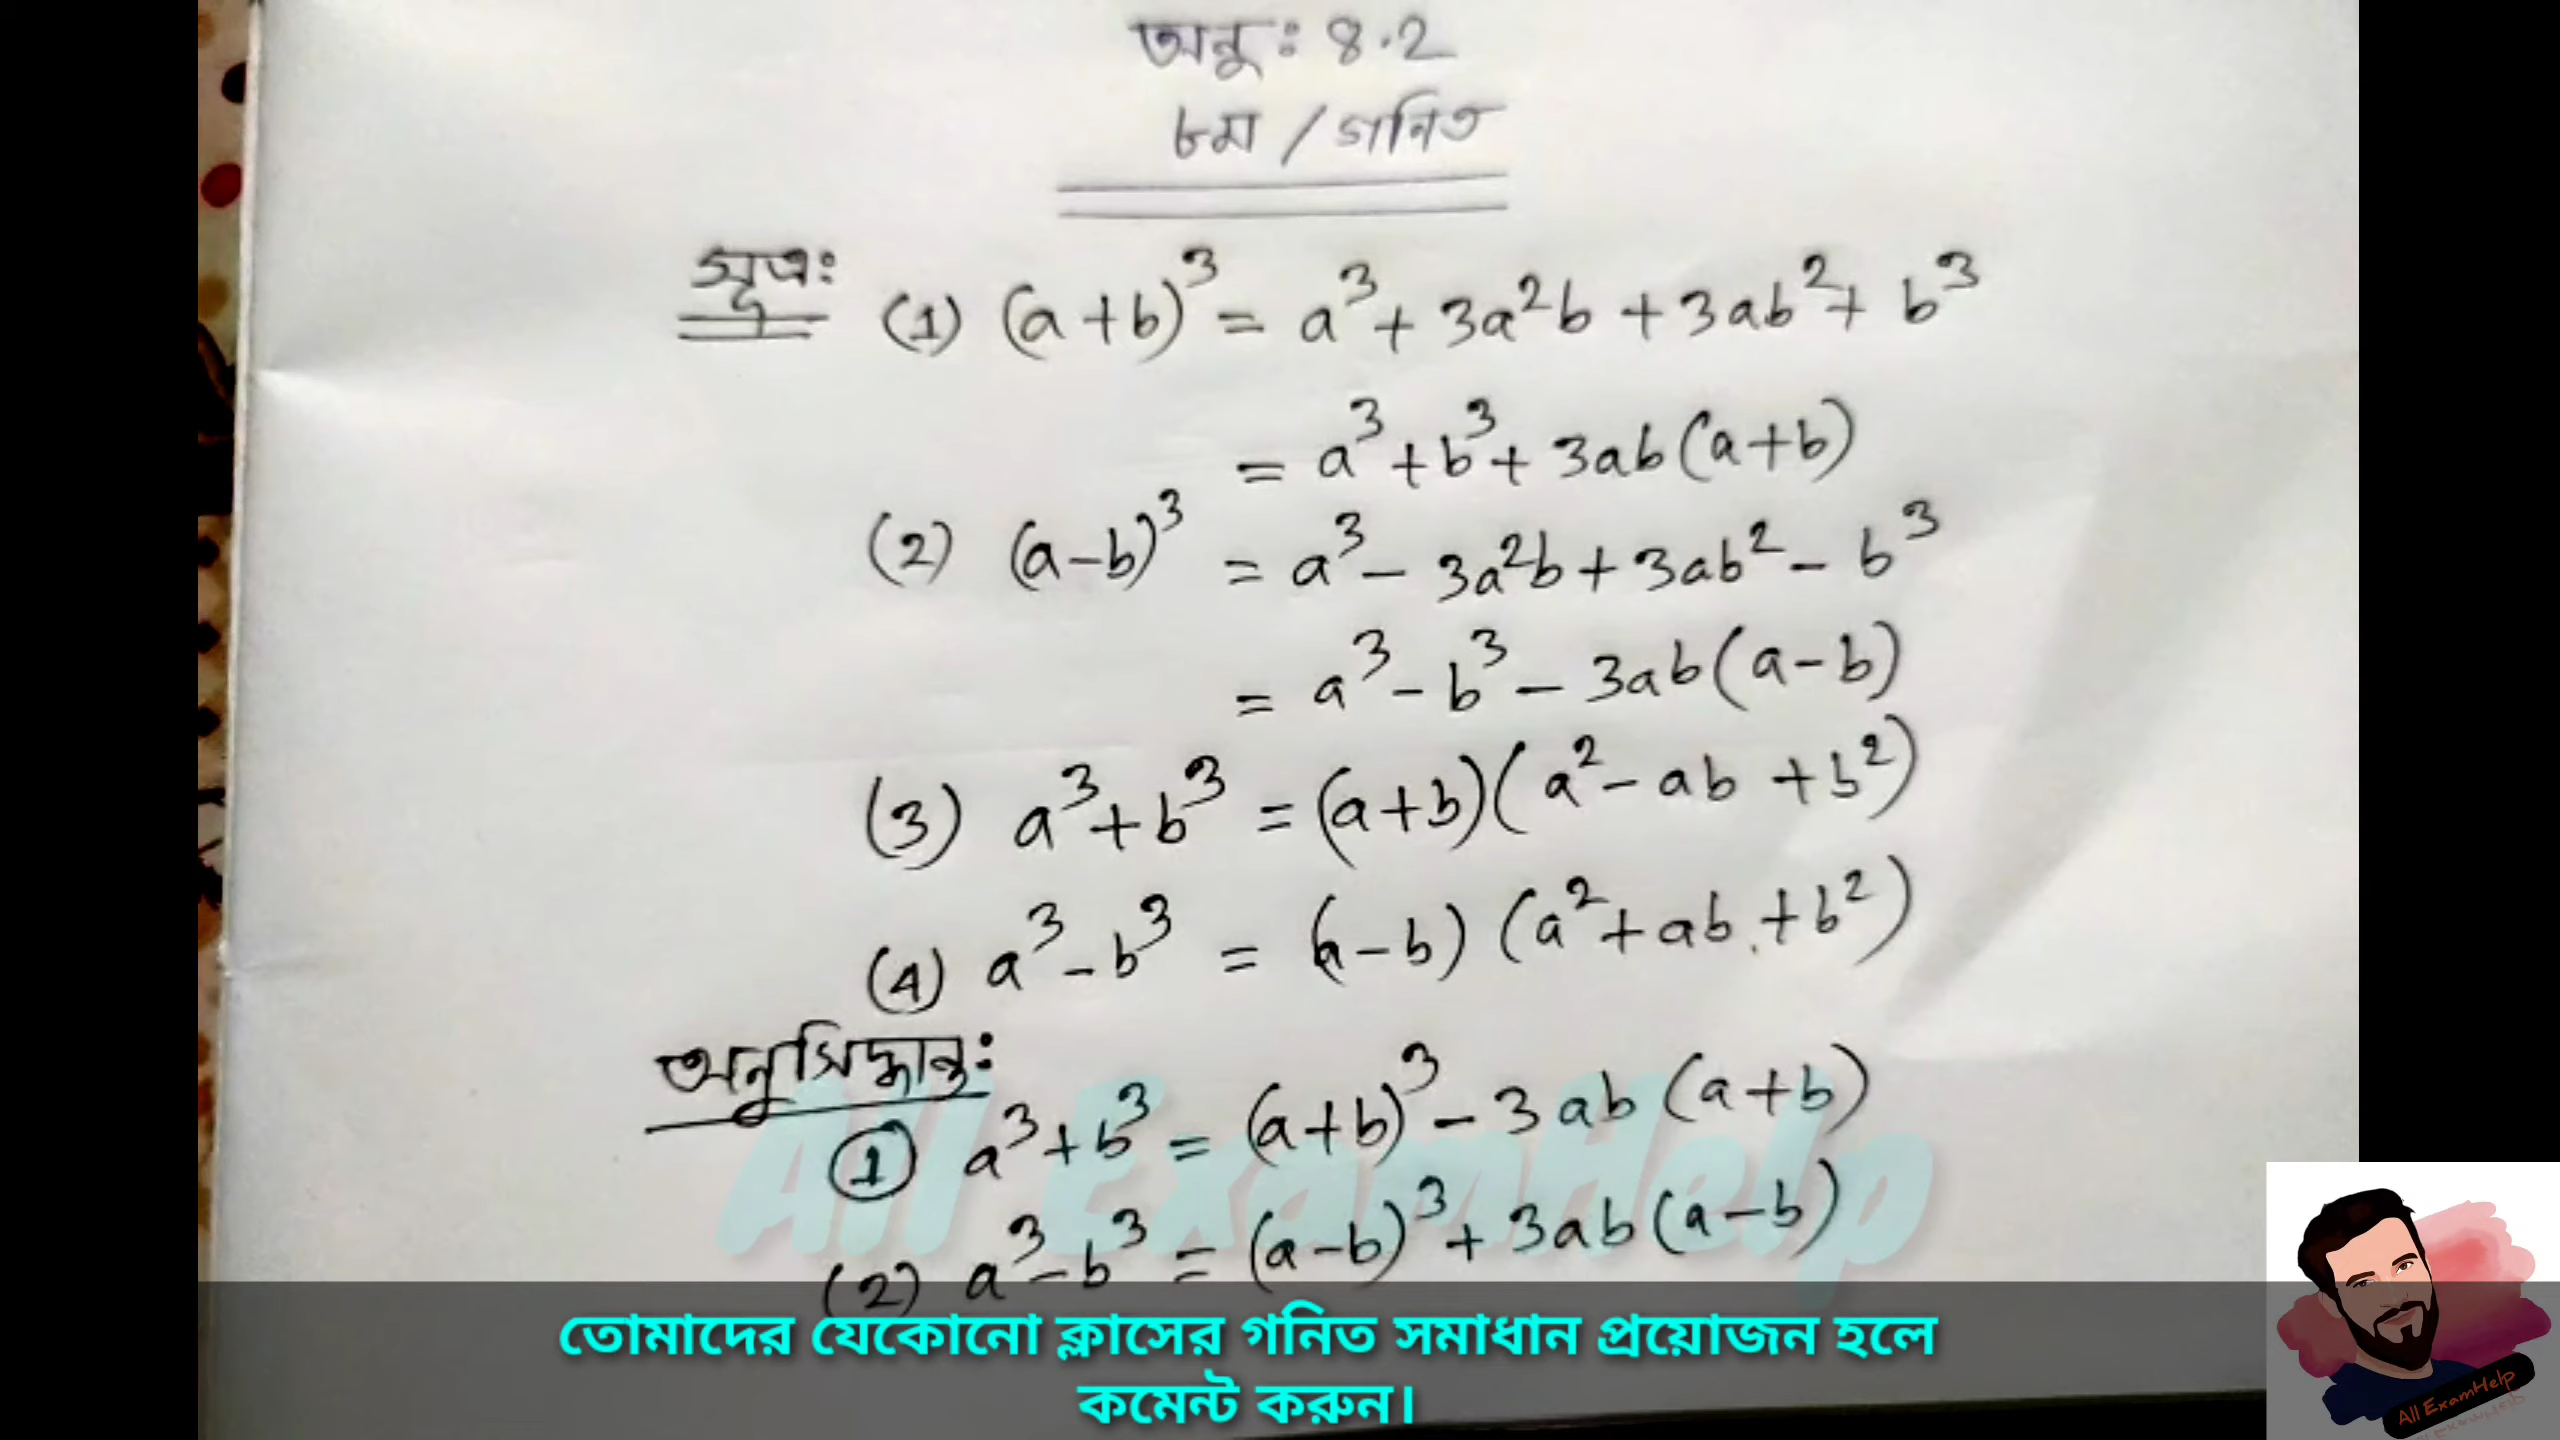 অনু: ৪.2
৮ম / গনিত
সূত্র: (1) (a+b)³ = a³ + 3a²b + 3ab² + b³
= a³ + b³ + 3ab(a+b)
(2) (a-b)³ = a³ - 3a²b + 3ab² - b³
= a³ - b³ - 3ab(a-b)
(3) a³+b³ = (a+b)(a² - ab + b²)
(4) a³-b³ = (a-b) (a² + ab + b²)
অনুসিদ্ধান্ত:
① a³+b³ = (a+b)³ - 3ab(a+b)
(2) a³-b³ = (a-b)³ + 3ab(a-b)
All ExamHelp
তোমাদের যেকোনো ক্লাসের গনিত সমাধান প্রয়োজন হলে
কমেন্ট করুন।
All ExamHelp